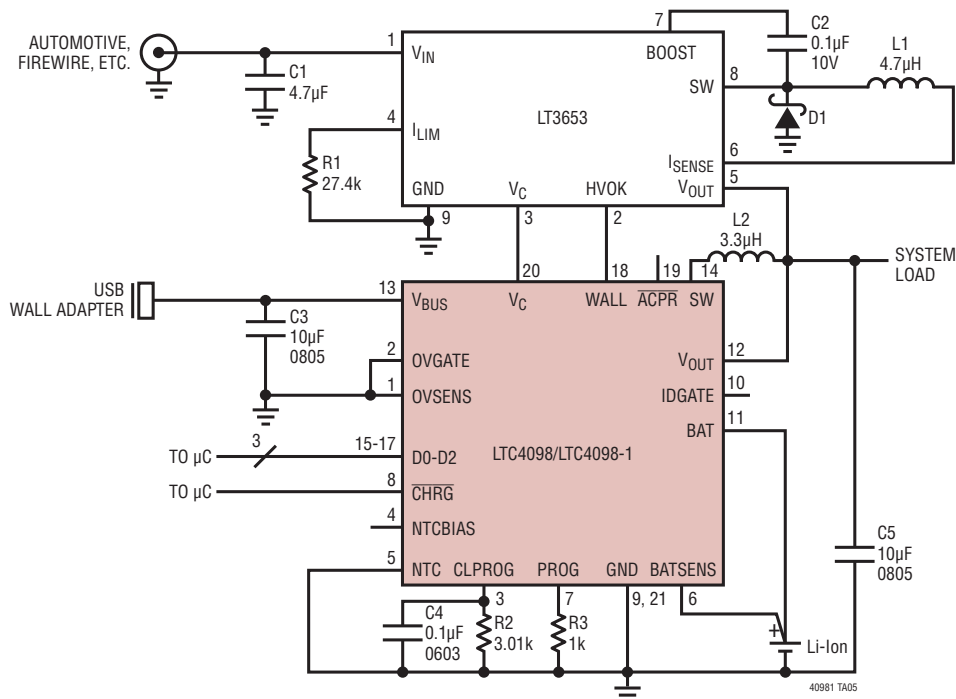 AUTOMOTIVE,
FIREWIRE, ETC.
C1
4.7µF
1
VIN
7
BOOST
C2
0.1µF
10V
L1
4.7µH
8
SW
D1
LT3653
4
ILIM
R1
27.4k
6
ISENSE
5
VOUT
GND
9
VC
3
HVOK
2
L2
3.3µH
SYSTEM
LOAD
USB
WALL ADAPTER
C3
10µF
0805
13
VBUS
20
VC
18
WALL
19
ACPR
14
SW
2
OVGATE
12
VOUT
1
OVSENS
10
IDGATE
11
BAT
LTC4098/LTC4098-1
TO µC
3
15-17
D0-D2
TO µC
8
CHRG
4
NTCBIAS
5
NTC
CLPROG
3
PROG
7
GND
9, 21
BATSENS
6
C4
0.1µF
0603
R2
3.01k
R3
1k
C5
10µF
0805
+
Li-Ion
40981 TA05